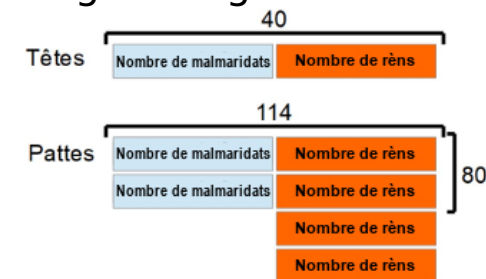 40
Têtes Nombre de malmaridats Nombre de rèns
114
Pattes Nombre de malmaridats Nombre de rèns
Nombre de malmaridats Nombre de rèns
80
Nombre de rèns
Nombre de rèns